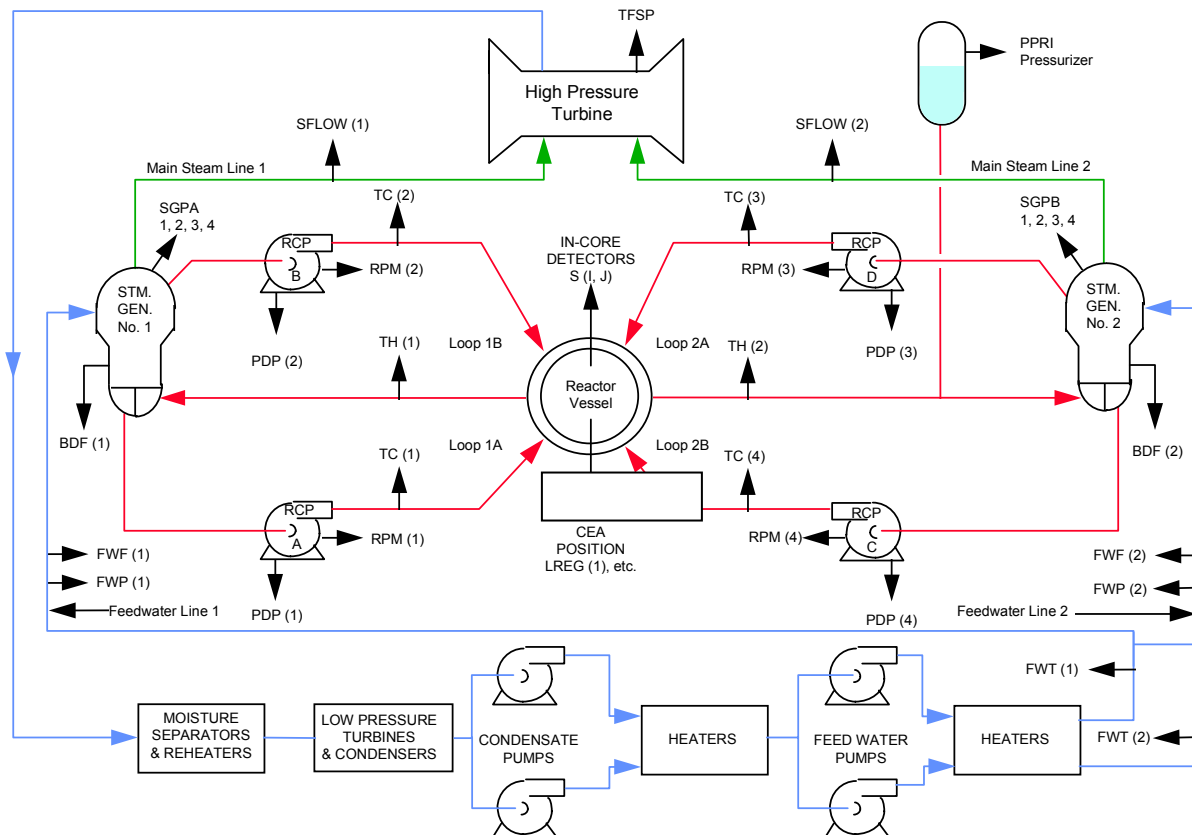 TFSP
PPRI
Pressurizer
High Pressure
Turbine
SFLOW (1)
SFLOW (2)
Main Steam Line 1
Main Steam Line 2
SGPA
1, 2, 3, 4
TC (2)
TC (3)
SGPB
1, 2, 3, 4
IN-CORE
DETECTORS
S (I, J)
RCP
B
RPM (2)
RPM (3)
RCP
D
STM.
GEN.
No. 1
STM.
GEN.
No. 2
PDP (2)
TH (1)
Loop 1B
Loop 2A
TH (2)
PDP (3)
Reactor
Vessel
BDF (1)
BDF (2)
Loop 1A
Loop 2B
TC (1)
TC (4)
RCP
A
RPM (1)
CEA
POSITION
LREG (1), etc.
RPM (4)
RCP
C
FWF (1)
FWP (1)
Feedwater Line 1
PDP (1)
PDP (4)
FWF (2)
FWP (2)
Feedwater Line 2
FWT (1)
FWT (2)
MOISTURE
SEPARATORS
& REHEATERS
LOW PRESSURE
TURBINES
& CONDENSERS
CONDENSATE
PUMPS
HEATERS
FEED WATER
PUMPS
HEATERS